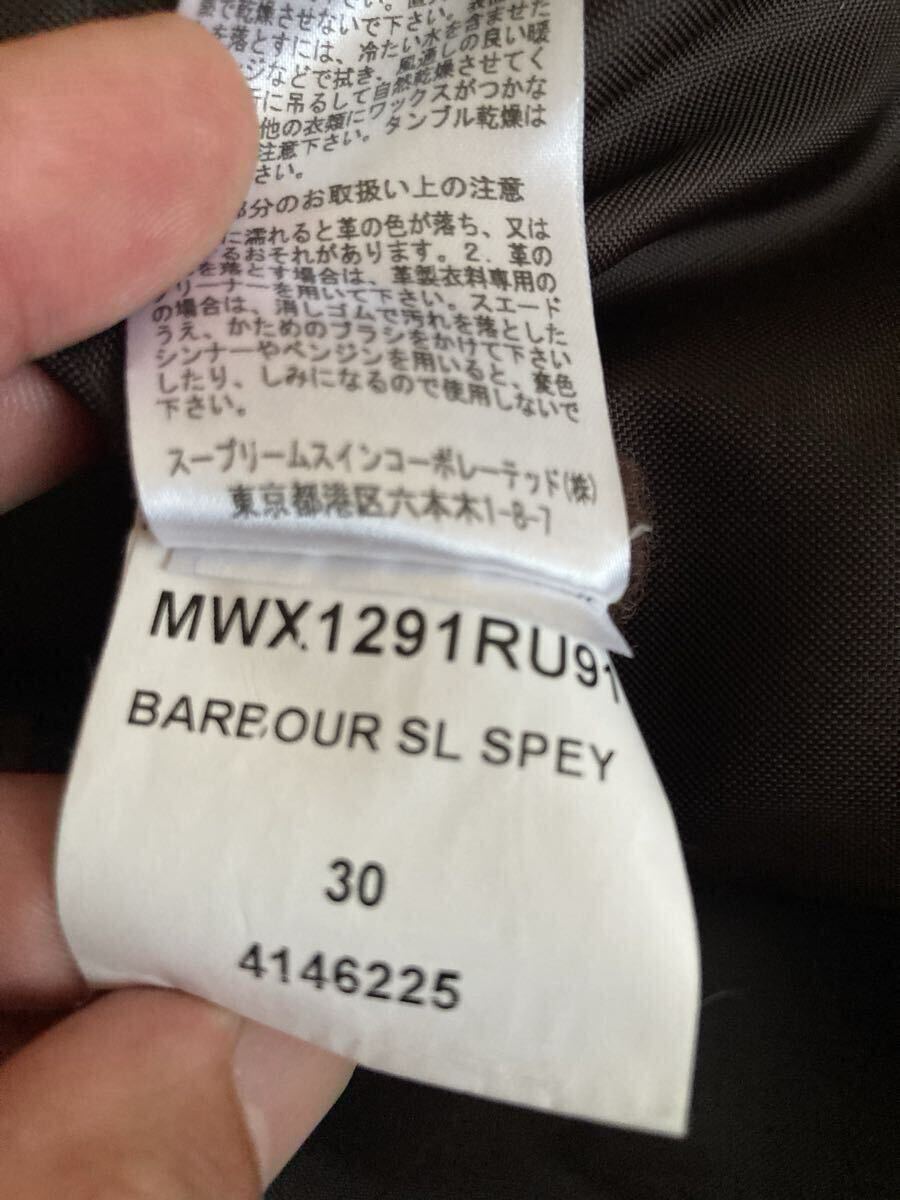 で乾燥させないで下さい。
を落とすには、冷たい水を含ませた
ジなどで拭き、風通しの良い暖
に吊るして自然乾燥させてく
他の衣類にワックスがつかな
注意下さい。タンブル乾燥は
さい。
部分のお取扱い上の注意
に濡れると革の色が落ち、又は
るおそれがあります。2. 革の
を落とす場合は、革製衣料専用の
クリーナーを用いて下さい。スエード
の場合は、消しゴムで汚れを落とした
うえ、かためのブラシをかけて下さい
シンナーやベンジンを用いると、変色
したり、しみになるので使用しないで
下さい。
スープリームスインコーポレーテッド(株)
東京都港区六本木1-8-7
MWX1291RU91
BARBOUR SL SPEY
30
4146225